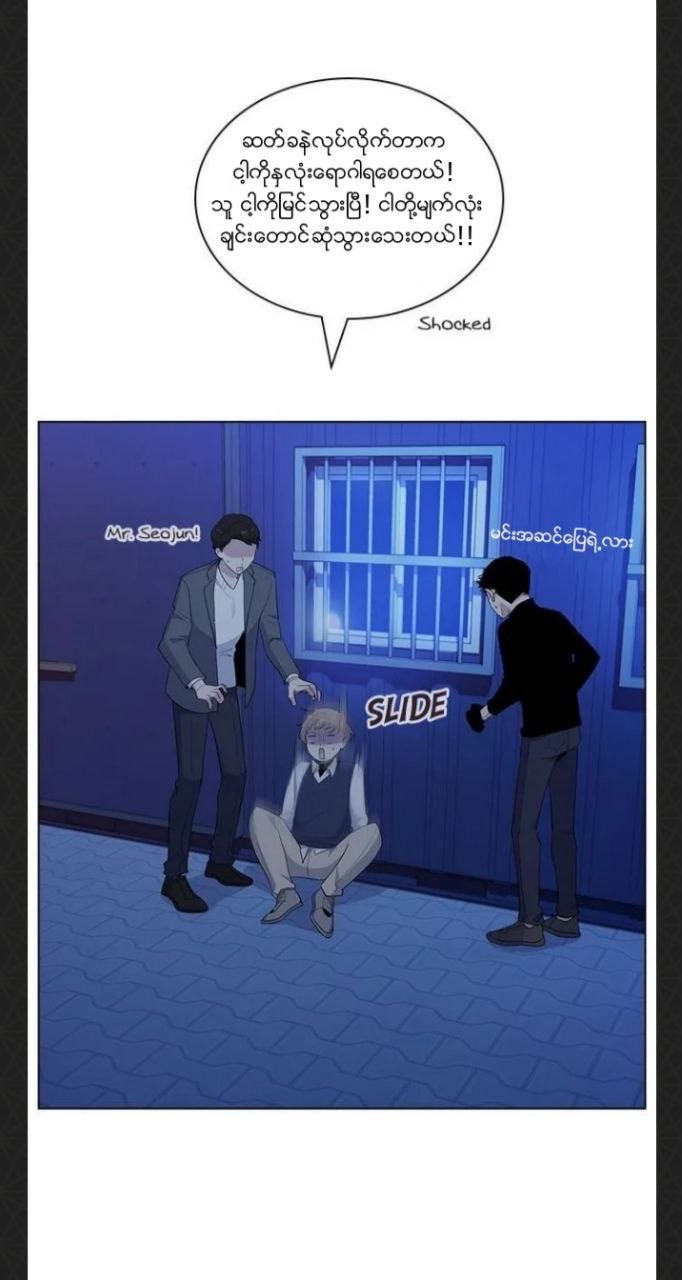 ဆတ်ခနဲလုပ်လိုက်တာက
ငါ့ကိုနှလုံးရောဂါရစေတယ်!
သူ ငါ့ကိုမြင်သွားပြီ! ငါတို့မျက်လုံး
ချင်းတောင်ဆုံသွားသေးတယ်!!
Shocked
Mr. Seojun!
မင်းအဆင်ပြေရဲ့လား
SLIDE